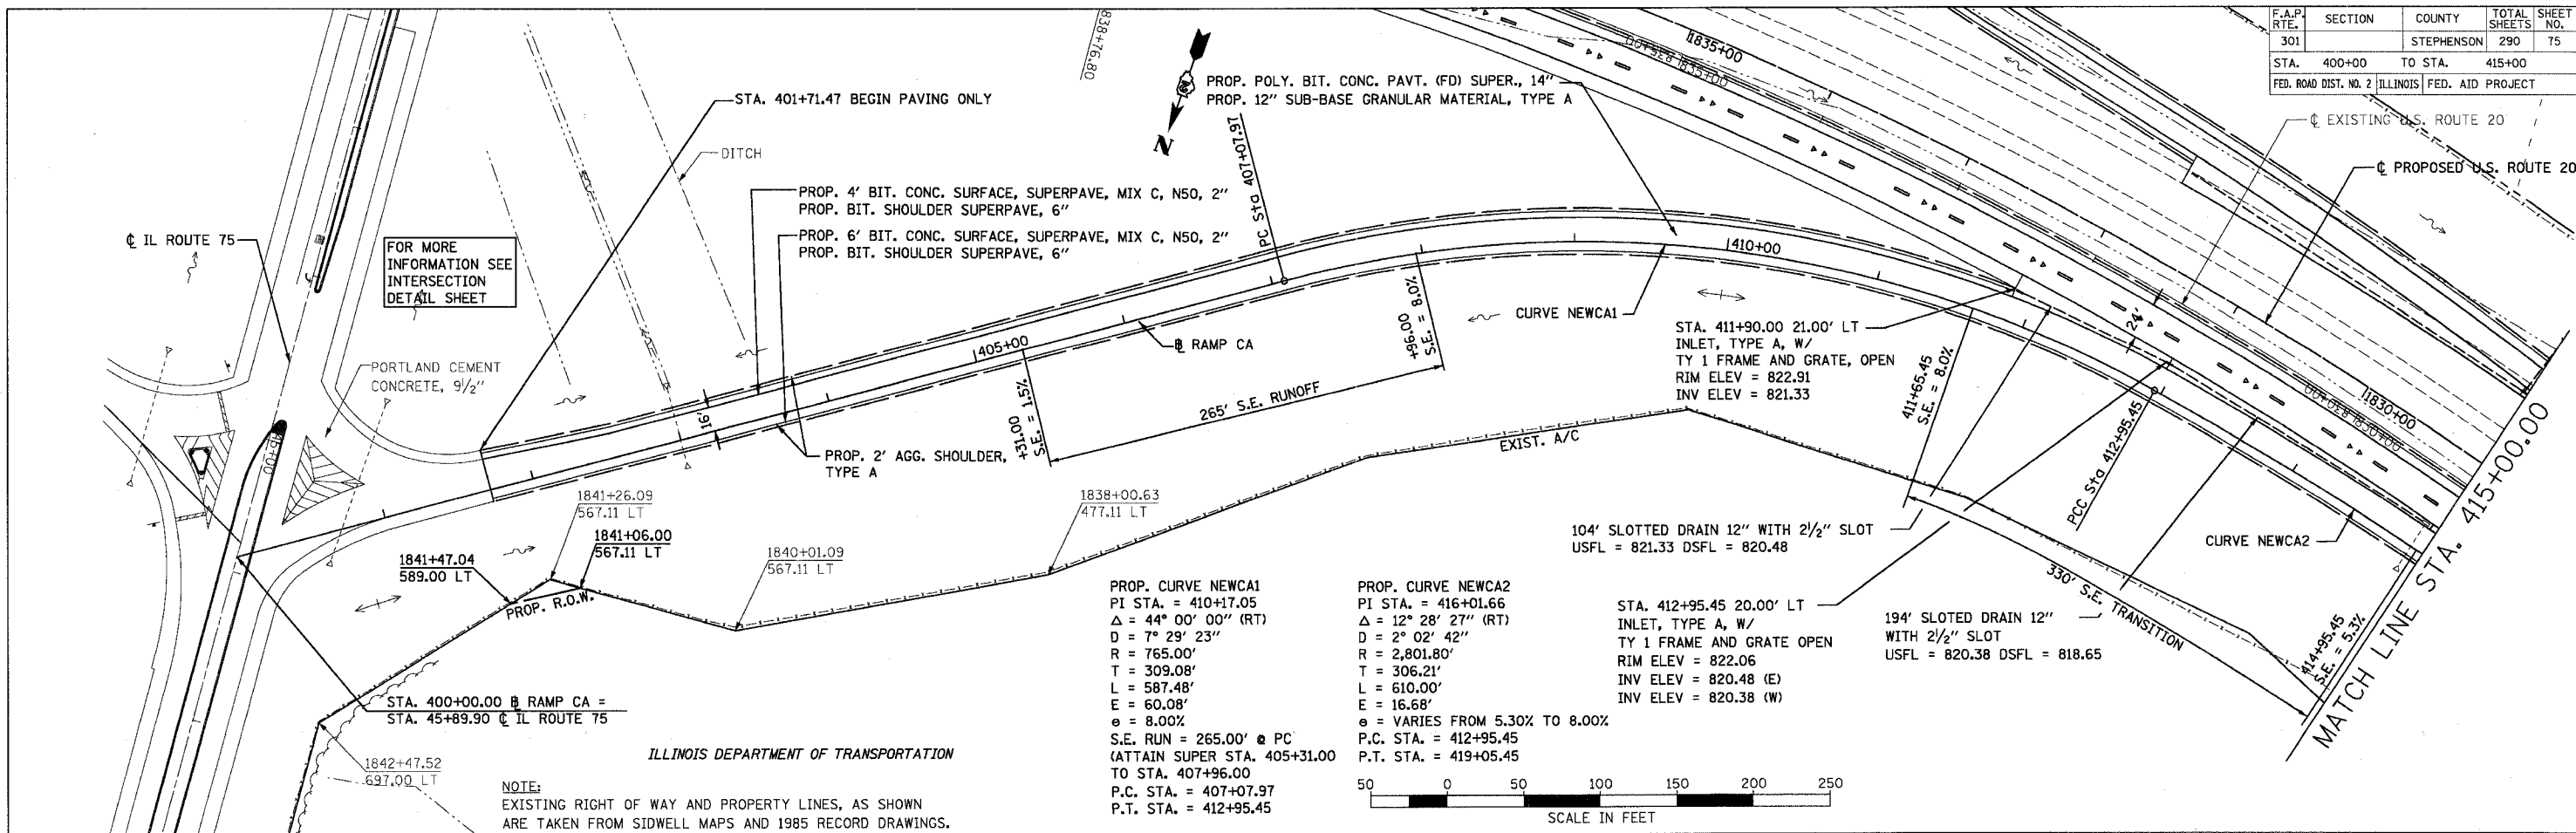 F.A.P. RTE. SECTION COUNTY TOTAL SHEETS SHEET NO.
301 STEPHENSON 290 75
STA. 400+00 TO STA. 415+00
FED. ROAD DIST. NO. 2 ILLINOIS FED. AID PROJECT
838+76.80
N
STA. 401+71.47 BEGIN PAVING ONLY
DITCH
PROP. POLY. BIT. CONC. PAVT. (FD) SUPER., 14"
PROP. 12" SUB-BASE GRANULAR MATERIAL, TYPE A
1835+00
1835+00
℄ EXISTING U.S. ROUTE 20
℄ PROPOSED U.S. ROUTE 20
PROP. 4' BIT. CONC. SURFACE, SUPERPAVE, MIX C, N50, 2"
PROP. BIT. SHOULDER SUPERPAVE, 6"
PROP. 6' BIT. CONC. SURFACE, SUPERPAVE, MIX C, N50, 2"
PROP. BIT. SHOULDER SUPERPAVE, 6"
PC Sta 407+07.97
℄ IL ROUTE 75
FOR MORE
INFORMATION SEE
INTERSECTION
DETAIL SHEET
PORTLAND CEMENT
CONCRETE, 9½"
405+00
410+00
RAMP CA
CURVE NEWCA1
16'
24'
+31.00
S.E. = 1.5%
265' S.E. RUNOFF
+96.00
S.E. = 8.0%
EXIST. A/C
STA. 411+90.00 21.00' LT
INLET, TYPE A, W/
TY 1 FRAME AND GRATE, OPEN
RIM ELEV = 822.91
INV ELEV = 821.33
411+65.45
S.E. = 8.0%
PCC Sta 412+95.45
1830+00
1830+00
PROP. 2' AGG. SHOULDER,
TYPE A
46+00
1841+26.09
567.11 LT
1841+06.00
567.11 LT
1841+47.04
589.00 LT
1840+01.09
567.11 LT
1838+00.63
477.11 LT
PROP. R.O.W.
104' SLOTTED DRAIN 12" WITH 2½" SLOT
USFL = 821.33 DSFL = 820.48
CURVE NEWCA2
330' S.E. TRANSITION
414+95.45
S.E. = 5.3%
MATCH LINE STA. 415+00.00
STA. 412+95.45 20.00' LT
INLET, TYPE A, W/
TY 1 FRAME AND GRATE OPEN
RIM ELEV = 822.06
INV ELEV = 820.48 (E)
INV ELEV = 820.38 (W)
194' SLOTED DRAIN 12"
WITH 2½" SLOT
USFL = 820.38 DSFL = 818.65
PROP. CURVE NEWCA1
PI STA. = 410+17.05
Δ = 44° 00' 00" (RT)
D = 7° 29' 23"
R = 765.00'
T = 309.08'
L = 587.48'
E = 60.08'
e = 8.00%
S.E. RUN = 265.00' @ PC
(ATTAIN SUPER STA. 405+31.00
TO STA. 407+96.00
P.C. STA. = 407+07.97
P.T. STA. = 412+95.45
PROP. CURVE NEWCA2
PI STA. = 416+01.66
Δ = 12° 28' 27" (RT)
D = 2° 02' 42"
R = 2,801.80'
T = 306.21'
L = 610.00'
E = 16.68'
e = VARIES FROM 5.30% TO 8.00%
P.C. STA. = 412+95.45
P.T. STA. = 419+05.45
STA. 400+00.00 RAMP CA =
STA. 45+89.90 ℄ IL ROUTE 75
1842+47.52
697.00 LT
ILLINOIS DEPARTMENT OF TRANSPORTATION
NOTE:
EXISTING RIGHT OF WAY AND PROPERTY LINES, AS SHOWN
ARE TAKEN FROM SIDWELL MAPS AND 1985 RECORD DRAWINGS.
50 0 50 100 150 200 250
SCALE IN FEET